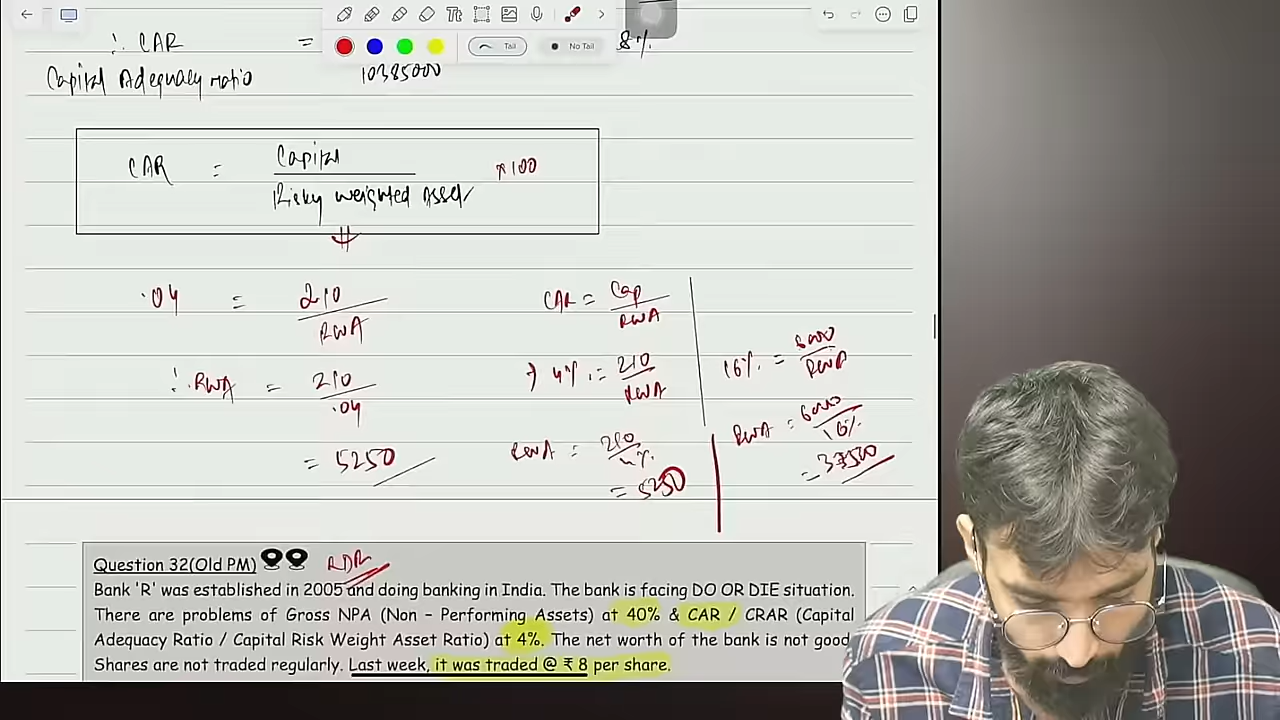 ∴ CAR = 8%
Capital Adequacy ratio 10385000
Tail No Tail
CAR = Capital / Risky weighted Asset × 100
.04 = 210 / RWA
∴ RWA = 210 / .04
= 5250
CAR = Cap / RWA
⇒ 4% = 210 / RWA
RWA = 210 / 4%
= 5250
16% = 6000 / RWA
RWA = 6000 / 16%
= 37500
Question 32(Old PM) RDR
Bank 'R' was established in 2005 and doing banking in India. The bank is facing DO OR DIE situation.
There are problems of Gross NPA (Non – Performing Assets) at 40% & CAR / CRAR (Capital
Adequacy Ratio / Capital Risk Weight Asset Ratio) at 4%. The net worth of the bank is not good.
Shares are not traded regularly. Last week, it was traded @ ₹ 8 per share.